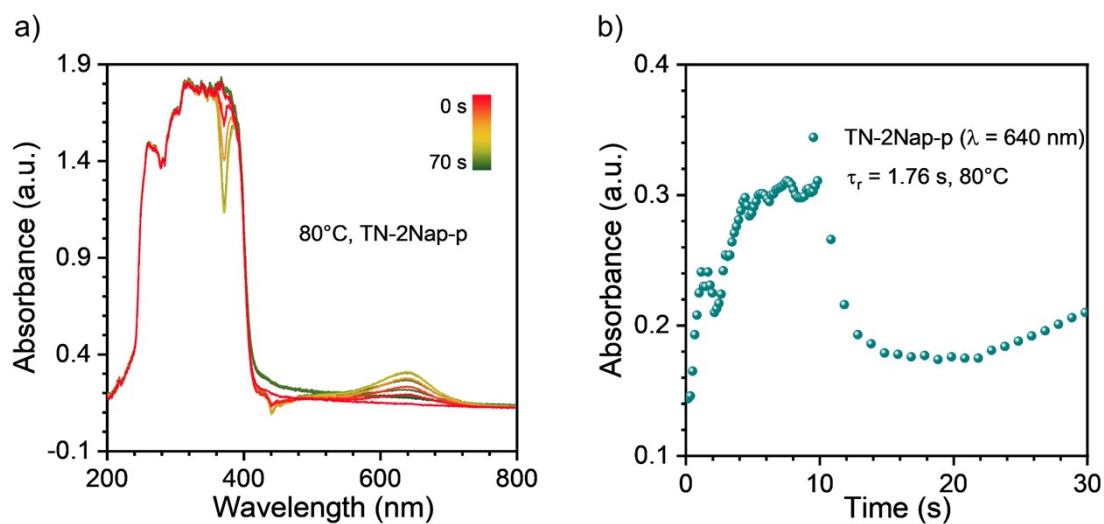 a)
1.9
1.4
0.9
0.4
-0.1
Absorbance (a.u.)
0 s
70 s
80°C, TN-2Nap-p
200
400
600
800
Wavelength (nm)
b)
0.4
0.3
0.2
0.1
Absorbance (a.u.)
TN-2Nap-p (λ = 640 nm)
τr = 1.76 s, 80°C
0
10
20
30
Time (s)